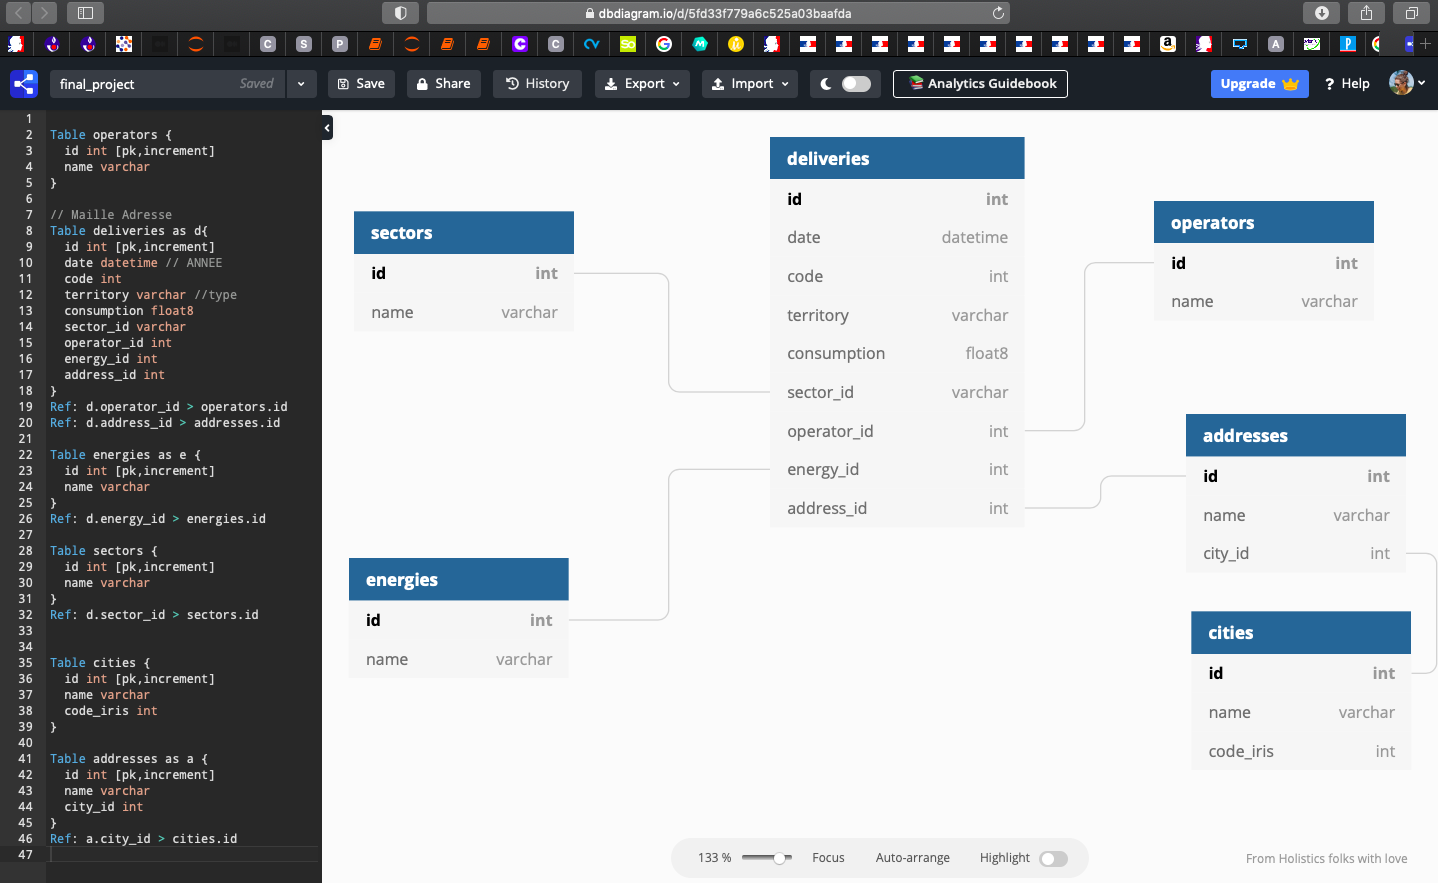 dbdiagram.io/d/5fd33f779a6c525a03baafda
C
S
P
C
C
So
G
a
A
P
final_project
Saved
Save
Share
History
Export
Import
Analytics Guidebook
Upgrade
? Help
1
2 Table operators {
3 id int [pk,increment]
4 name varchar
5 }
6
7 // Maille Adresse
8 Table deliveries as d{
9 id int [pk,increment]
10 date datetime // ANNEE
11 code int
12 territory varchar //type
13 consumption float8
14 sector_id varchar
15 operator_id int
16 energy_id int
17 address_id int
18 }
19 Ref: d.operator_id > operators.id
20 Ref: d.address_id > addresses.id
21
22 Table energies as e {
23 id int [pk,increment]
24 name varchar
25 }
26 Ref: d.energy_id > energies.id
27
28 Table sectors {
29 id int [pk,increment]
30 name varchar
31 }
32 Ref: d.sector_id > sectors.id
33
34
35 Table cities {
36 id int [pk,increment]
37 name varchar
38 code_iris int
39 }
40
41 Table addresses as a {
42 id int [pk,increment]
43 name varchar
44 city_id int
45 }
46 Ref: a.city_id > cities.id
47
sectors
id int
name varchar
energies
id int
name varchar
deliveries
id int
date datetime
code int
territory varchar
consumption float8
sector_id varchar
operator_id int
energy_id int
address_id int
operators
id int
name varchar
addresses
id int
name varchar
city_id int
cities
id int
name varchar
code_iris int
133 %
Focus
Auto-arrange
Highlight
From Holistics folks with love